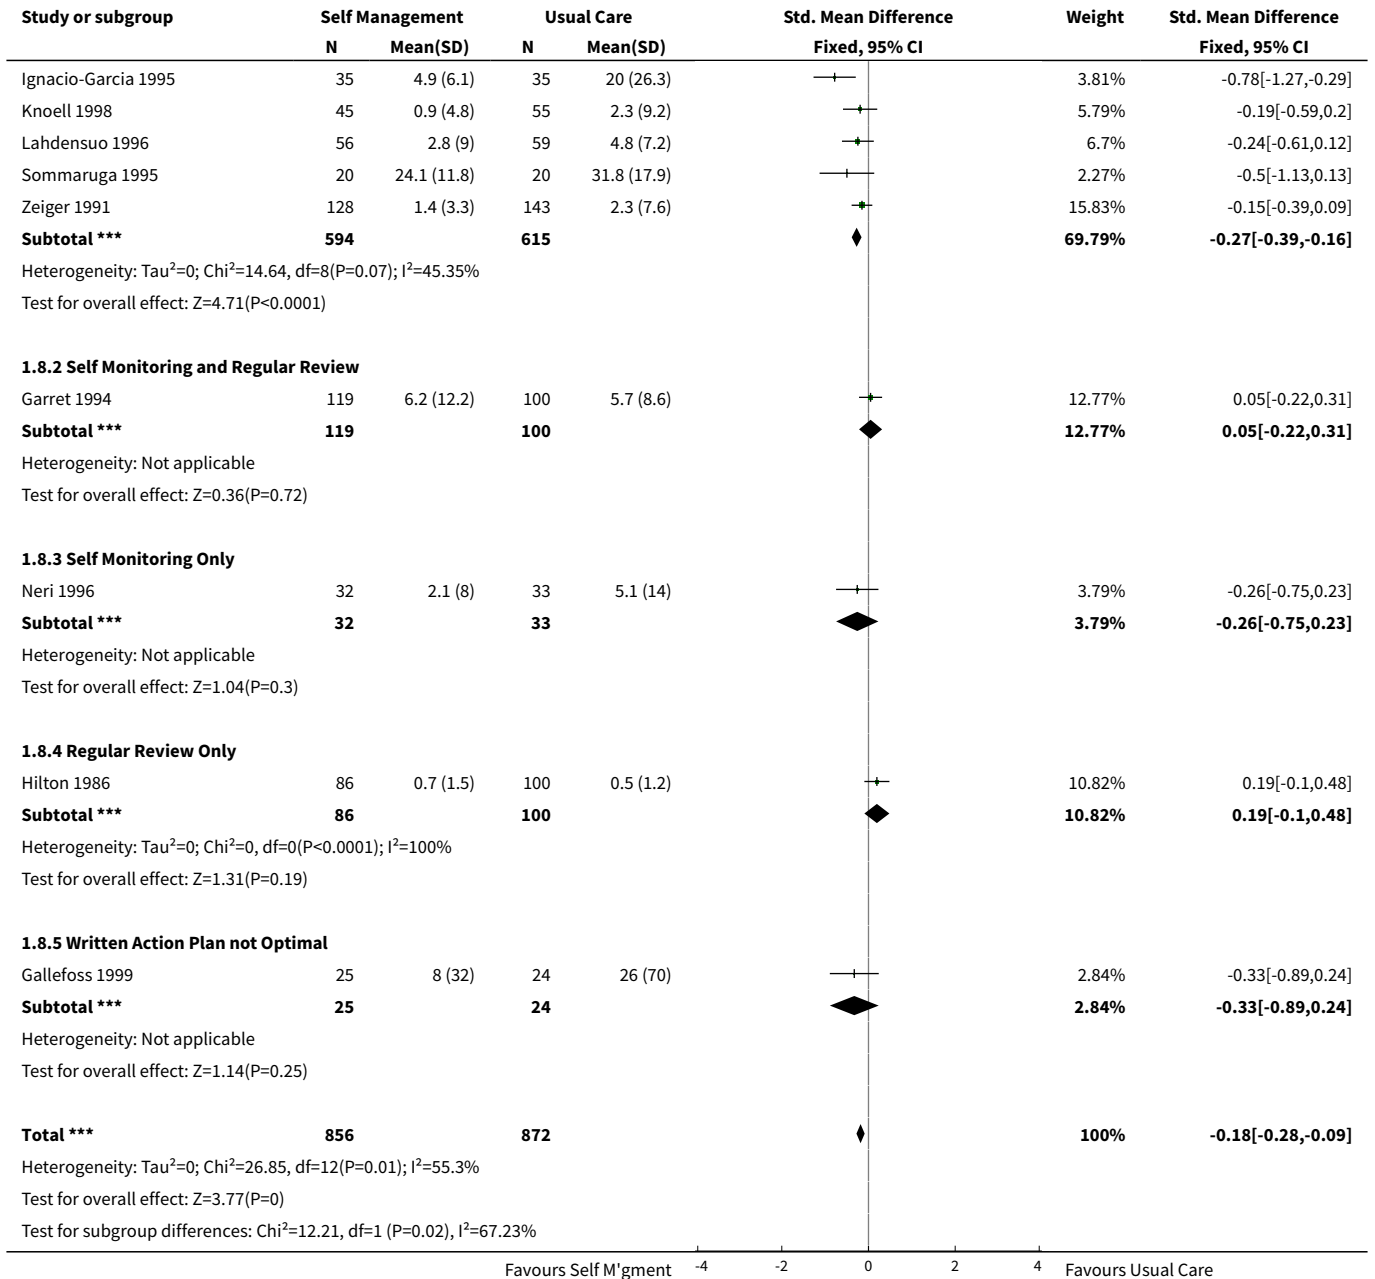 Study or subgroup Self Management Usual Care Std. Mean Difference Weight Std. Mean Difference
N Mean(SD) N Mean(SD) Fixed, 95% CI Fixed, 95% CI
Ignacio-Garcia 1995 35 4.9 (6.1) 35 20 (26.3) 3.81% -0.78[-1.27,-0.29]
Knoell 1998 45 0.9 (4.8) 55 2.3 (9.2) 5.79% -0.19[-0.59,0.2]
Lahdensuo 1996 56 2.8 (9) 59 4.8 (7.2) 6.7% -0.24[-0.61,0.12]
Sommaruga 1995 20 24.1 (11.8) 20 31.8 (17.9) 2.27% -0.5[-1.13,0.13]
Zeiger 1991 128 1.4 (3.3) 143 2.3 (7.6) 15.83% -0.15[-0.39,0.09]
Subtotal *** 594 615 69.79% -0.27[-0.39,-0.16]
Heterogeneity: Tau²=0; Chi²=14.64, df=8(P=0.07); I²=45.35%
Test for overall effect: Z=4.71(P<0.0001)
1.8.2 Self Monitoring and Regular Review
Garret 1994 119 6.2 (12.2) 100 5.7 (8.6) 12.77% 0.05[-0.22,0.31]
Subtotal *** 119 100 12.77% 0.05[-0.22,0.31]
Heterogeneity: Not applicable
Test for overall effect: Z=0.36(P=0.72)
1.8.3 Self Monitoring Only
Neri 1996 32 2.1 (8) 33 5.1 (14) 3.79% -0.26[-0.75,0.23]
Subtotal *** 32 33 3.79% -0.26[-0.75,0.23]
Heterogeneity: Not applicable
Test for overall effect: Z=1.04(P=0.3)
1.8.4 Regular Review Only
Hilton 1986 86 0.7 (1.5) 100 0.5 (1.2) 10.82% 0.19[-0.1,0.48]
Subtotal *** 86 100 10.82% 0.19[-0.1,0.48]
Heterogeneity: Tau²=0; Chi²=0, df=0(P<0.0001); I²=100%
Test for overall effect: Z=1.31(P=0.19)
1.8.5 Written Action Plan not Optimal
Gallefoss 1999 25 8 (32) 24 26 (70) 2.84% -0.33[-0.89,0.24]
Subtotal *** 25 24 2.84% -0.33[-0.89,0.24]
Heterogeneity: Not applicable
Test for overall effect: Z=1.14(P=0.25)
Total *** 856 872 100% -0.18[-0.28,-0.09]
Heterogeneity: Tau²=0; Chi²=26.85, df=12(P=0.01); I²=55.3%
Test for overall effect: Z=3.77(P=0)
Test for subgroup differences: Chi²=12.21, df=1 (P=0.02), I²=67.23%
Favours Self M'gment -4 -2 0 2 4 Favours Usual Care